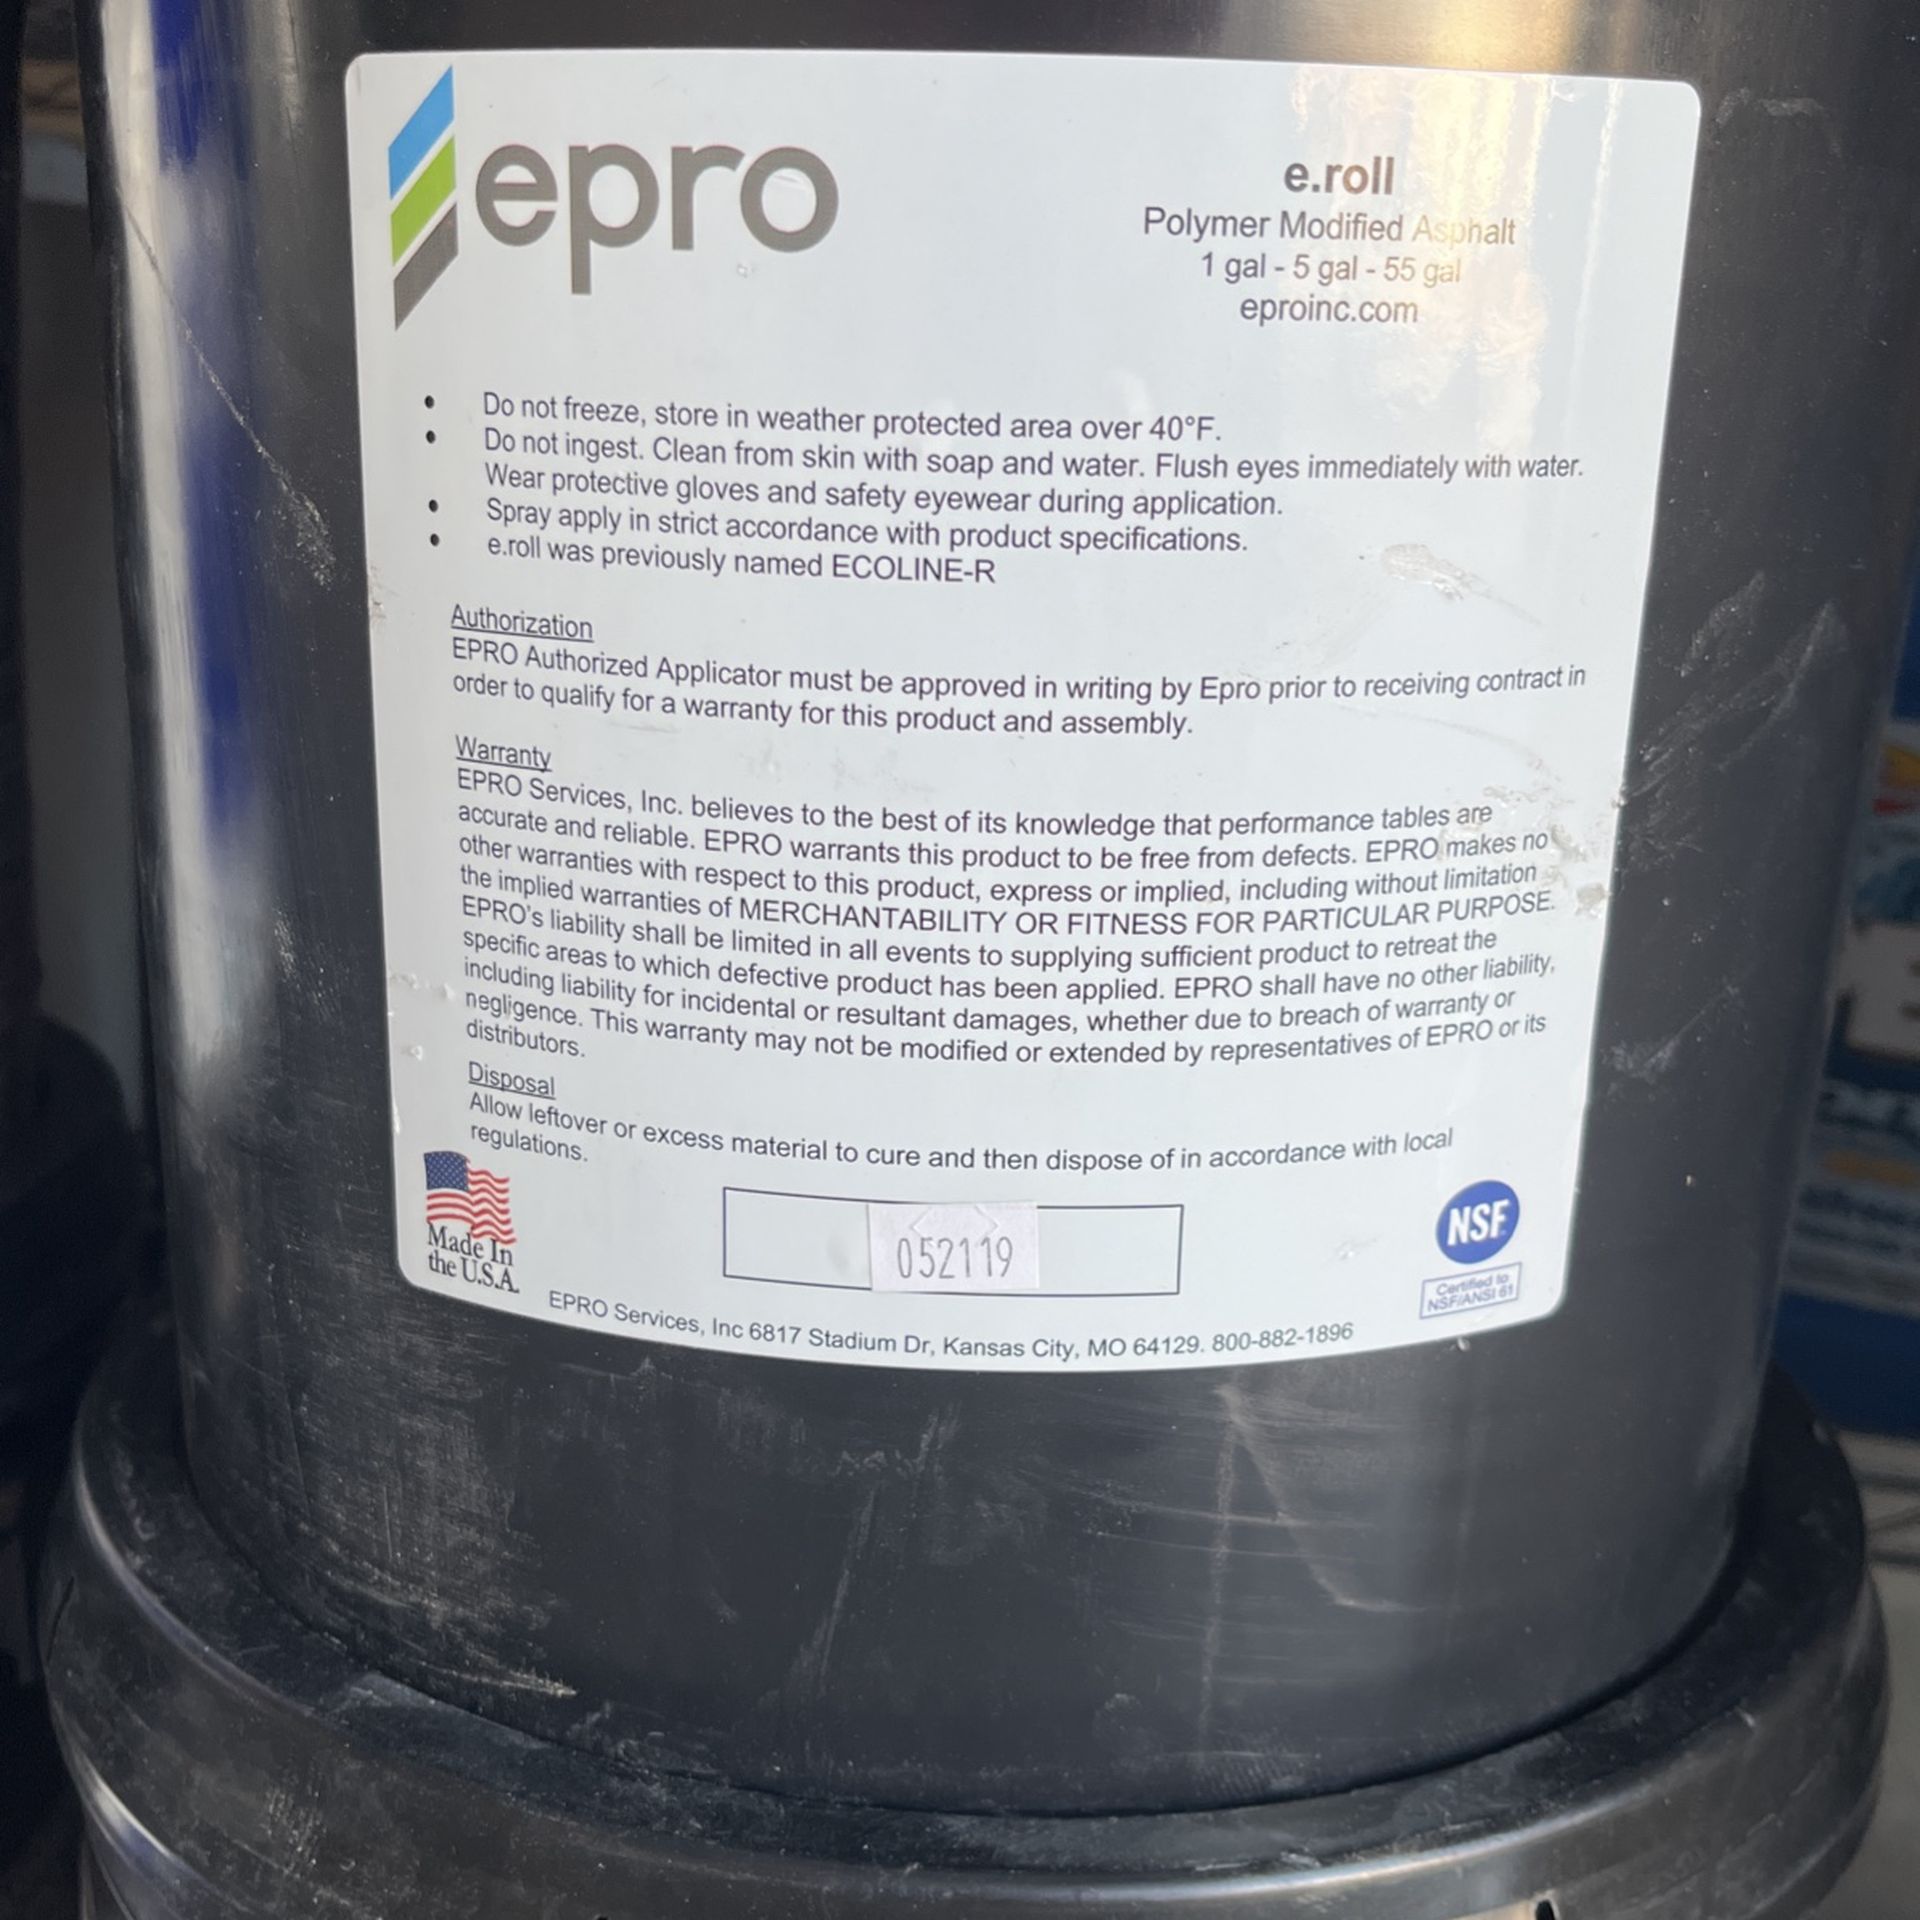 epro
e.roll
Polymer Modified Asphalt
1 gal - 5 gal - 55 gal
eproinc.com
• Do not freeze, store in weather protected area over 40°F.
• Do not ingest. Clean from skin with soap and water. Flush eyes immediately with water.
Wear protective gloves and safety eyewear during application.
• Spray apply in strict accordance with product specifications.
• e.roll was previously named ECOLINE-R
Authorization
EPRO Authorized Applicator must be approved in writing by Epro prior to receiving contract in
order to qualify for a warranty for this product and assembly.
Warranty
EPRO Services, Inc. believes to the best of its knowledge that performance tables are
accurate and reliable. EPRO warrants this product to be free from defects. EPRO makes no
other warranties with respect to this product, express or implied, including without limitation
the implied warranties of MERCHANTABILITY OR FITNESS FOR PARTICULAR PURPOSE.
EPRO's liability shall be limited in all events to supplying sufficient product to retreat the
specific areas to which defective product has been applied. EPRO shall have no other liability,
including liability for incidental or resultant damages, whether due to breach of warranty or
negligence. This warranty may not be modified or extended by representatives of EPRO or its
distributors.
Disposal
Allow leftover or excess material to cure and then dispose of in accordance with local
regulations.
Made In
the U.S.A.
052119
NSF
Certified to
NSF/ANSI 61
EPRO Services, Inc 6817 Stadium Dr, Kansas City, MO 64129. 800-882-1896